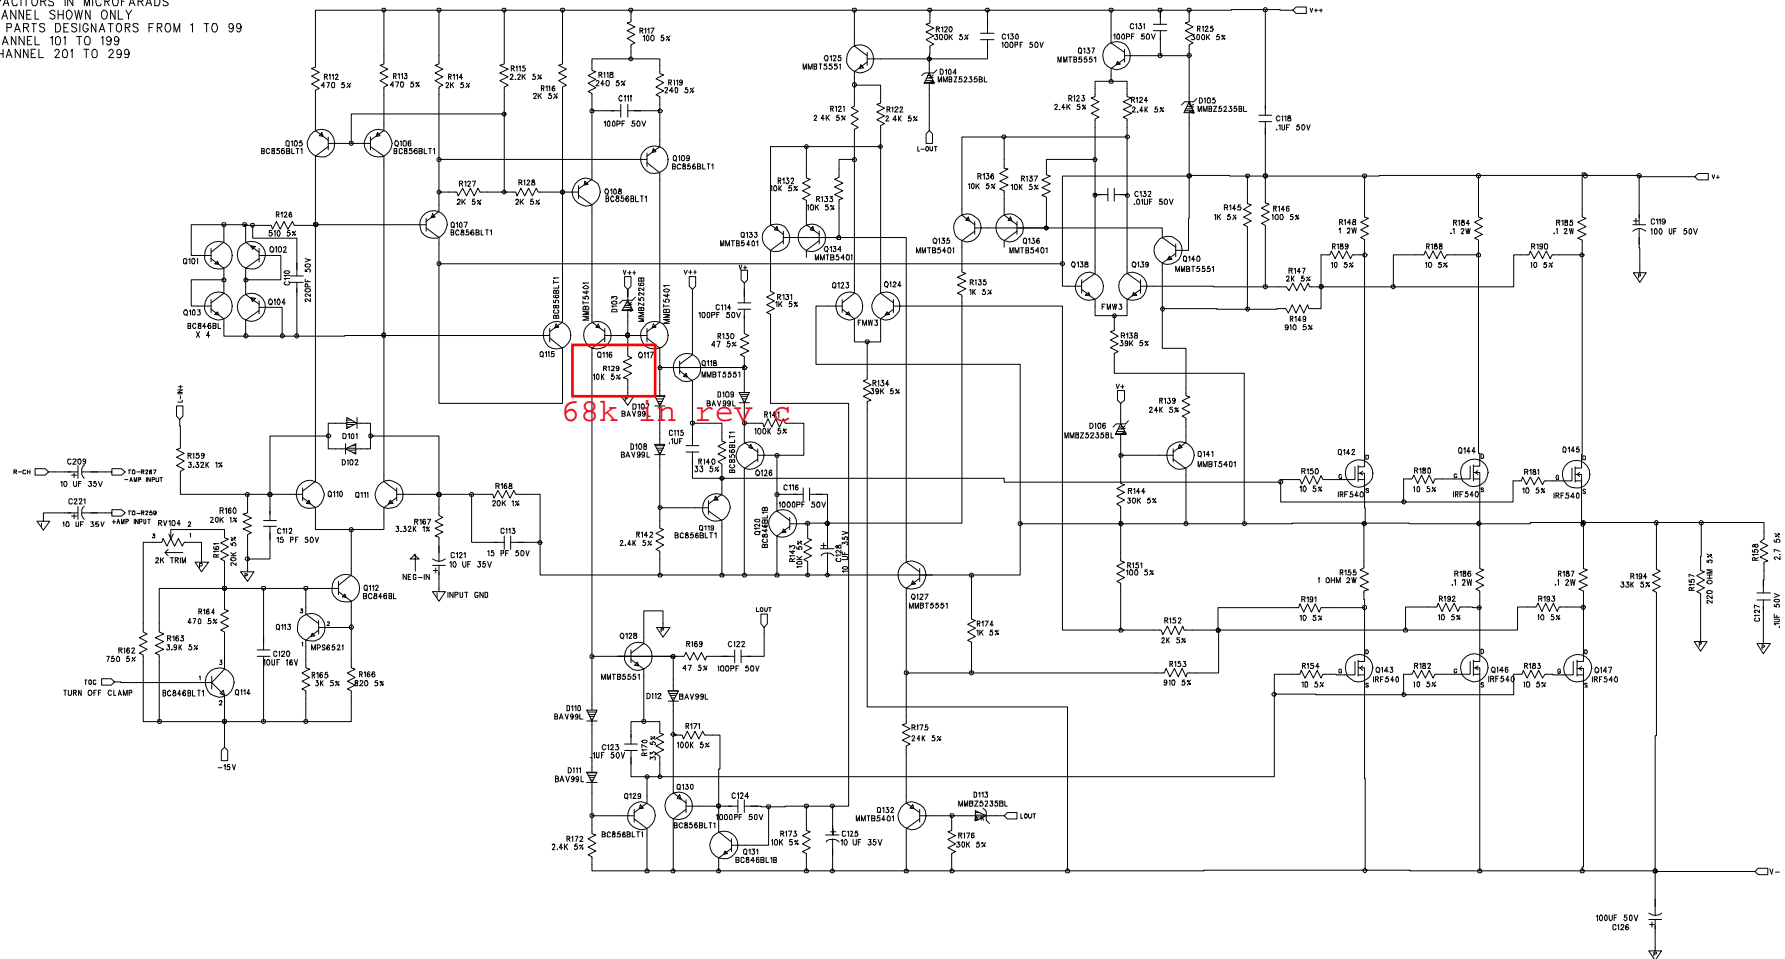 PACITORS IN MICROFARADS
HANNEL SHOWN ONLY
PARTS DESIGNATORS FROM 1 TO 99
HANNEL 101 TO 199
CHANNEL 201 TO 299
V++
R117
100 5%
R120
300K 5%
C130
100PF 50V
C131
100PF 50V
R125
300K 5%
Q125
MMBT5551
Q137
MMTB5551
D104
MMBZ5235BL
L-OUT
R112
470 5%
R113
470 5%
R114
2K 5%
R115
2.2K 5%
R116
2K 5%
R118
240 5%
R119
240 5%
C111
100PF 50V
R121
2 4K 5%
R122
2 4K 5%
R123
2.4K 5%
R124
2.4K 5%
D105
MMBZ5235BL
C118
.1UF 50V
Q105
BC856BLT1
Q106
BC856BLT1
Q109
BC856BLT1
V+
R127
2K 5%
R128
2K 5%
Q108
BC856BLT1
R132
10K 5%
R133
10K 5%
R136
10K 5%
R137
10K 5%
C132
.01UF 50V
R145
1K 5%
R146
100 5%
R148
.1 2W
R184
.1 2W
R185
.1 2W
C119
100 UF 50V
R126
510 5%
Q107
BC856BLT1
Q133
MMTB5401
Q134
MMTB5401
Q135
MMTB5401
Q136
MMTB5401
Q140
MMBT5551
R189
10 5%
R188
10 5%
R190
10 5%
Q101
Q102
Q103
Q104
C110
220PF 50V
BC846BL
X 4
BC856BLT1
Q115
MMBT5401
Q116
V++
D103
MMBZ5226B
MMBT5401
Q117
V++
V+
C114
100PF 50V
R130
47 5%
R131
1K 5%
Q123
Q124
FMW3
R135
1K 5%
Q138
Q139
FMW3
R147
2K 5%
R149
910 5%
R138
39K 5%
R129
10K 5%
68k in rev c
Q118
MMBT5551
D107
BAV99L
D109
BAV99L
R134
39K 5%
V+
R139
24K 5%
D106
MMBZ5235BL
L-IN+
D101
D102
D108
BAV99L
C115
.1UF
R140
33 5%
BC856BLT1
R141
100K 5%
Q126
Q141
MMBT5401
Q142
IRF540
Q144
IRF540
Q145
IRF540
R-CH
C209
10 UF 35V
TO-R267
-AMP INPUT
R159
3.32K 1%
C221
10 UF 35V
TO-R259
+AMP INPUT
Q110
Q111
R168
20K 1%
C116
1000PF 50V
R144
30K 5%
R150
10 5%
R180
10 5%
R181
10 5%
G
D
S
RV104
2K TRIM
R161
20K 5%
R160
20K 1%
C112
15 PF 50V
R167
3.32K 1%
C113
15 PF 50V
C121
10 UF 35V
NEG-IN
INPUT GND
R142
2.4K 5%
Q119
BC856BLT1
Q120
BC846BL1B
R143
10K 5%
C128
10 UF 35V
Q127
MMBT5551
R151
100 5%
R155
1 OHM 2W
R186
.1 2W
R187
.1 2W
R194
33K 5%
R157
220 OHM 5%
R158
2.7 5%
C127
.1UF 50V
Q112
BC846BL
R164
470 5%
Q113
MPS6521
R162
750 5%
R163
3.9K 5%
C120
10UF 16V
R165
3K 5%
R166
820 5%
TOC
TURN OFF CLAMP
BC846BLT1
Q114
-15V
Q128
MMTB5551
R169
47 5%
C122
100PF 50V
LOUT
R174
1K 5%
R152
2K 5%
R153
910 5%
R191
10 5%
R192
10 5%
R193
10 5%
R154
10 5%
R182
10 5%
R183
10 5%
Q143
IRF540
Q146
IRF540
Q147
IRF540
D112
BAV99L
D110
BAV99L
C123
.1UF 50V
R170
33 5%
R171
100K 5%
R175
24K 5%
D111
BAV99L
Q129
BC856BLT1
Q130
BC856BLT1
C124
1000PF 50V
Q131
BC846BL1B
R172
2.4K 5%
R173
10K 5%
C125
10 UF 35V
Q132
MMTB5401
D113
MMBZ5235BL
LOUT
R176
30K 5%
V-
100UF 50V
C126